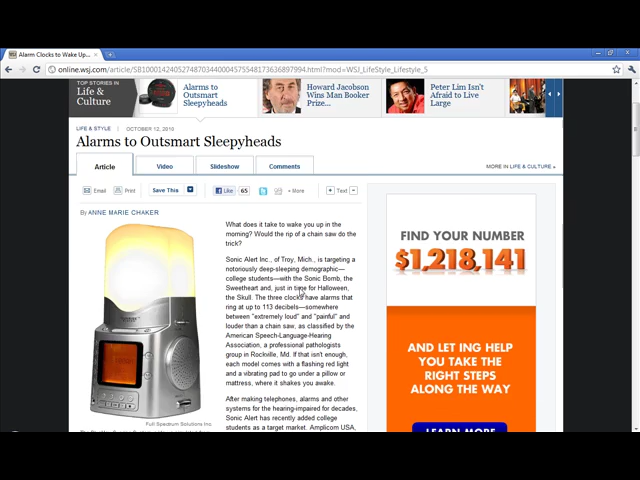 Alarm Clocks to Wake Up...
online.wsj.com/article/SB10001424052748703440004575548173636897994.html?mod=WSJ_LifeStyle_Lifestyle_5
TOP STORIES IN
Life &
Culture
Alarms to
Outsmart
Sleepyheads
Howard Jacobson
Wins Man Booker
Prize...
Peter Lim Isn't
Afraid to Live
Large
LIFE & STYLE | OCTOBER 12, 2010
Alarms to Outsmart Sleepyheads
Article
Video
Slideshow
Comments
MORE IN LIFE & CULTURE »
Email
Print
Save This
Like
65
+ More
+ Text −
By ANNE MARIE CHAKER
What does it take to wake you up in the
morning? Would the rip of a chain saw do the
trick?
Sonic Alert Inc., of Troy, Mich., is targeting a
notoriously deep-sleeping demographic—
college students—with the Sonic Bomb, the
Sweetheart and, just in time for Halloween,
the Skull. The three clocks have alarms that
ring at up to 113 decibels—somewhere
between "extremely loud" and "painful" and
louder than a chain saw, as classified by the
American Speech-Language-Hearing
Association, a professional pathologists
group in Rockville, Md. If that isn't enough,
each model comes with a flashing red light
and a vibrating pad to go under a pillow or
mattress, where it shakes you awake.
Full Spectrum Solutions Inc.
After making telephones, alarms and other
systems for the hearing-impaired for decades,
Sonic Alert has recently added college
students as a target market. Amplicom USA,
FIND YOUR NUMBER
$1,218,141
AND LET ING HELP
YOU TAKE THE
RIGHT STEPS
ALONG THE WAY
LEARN MORE